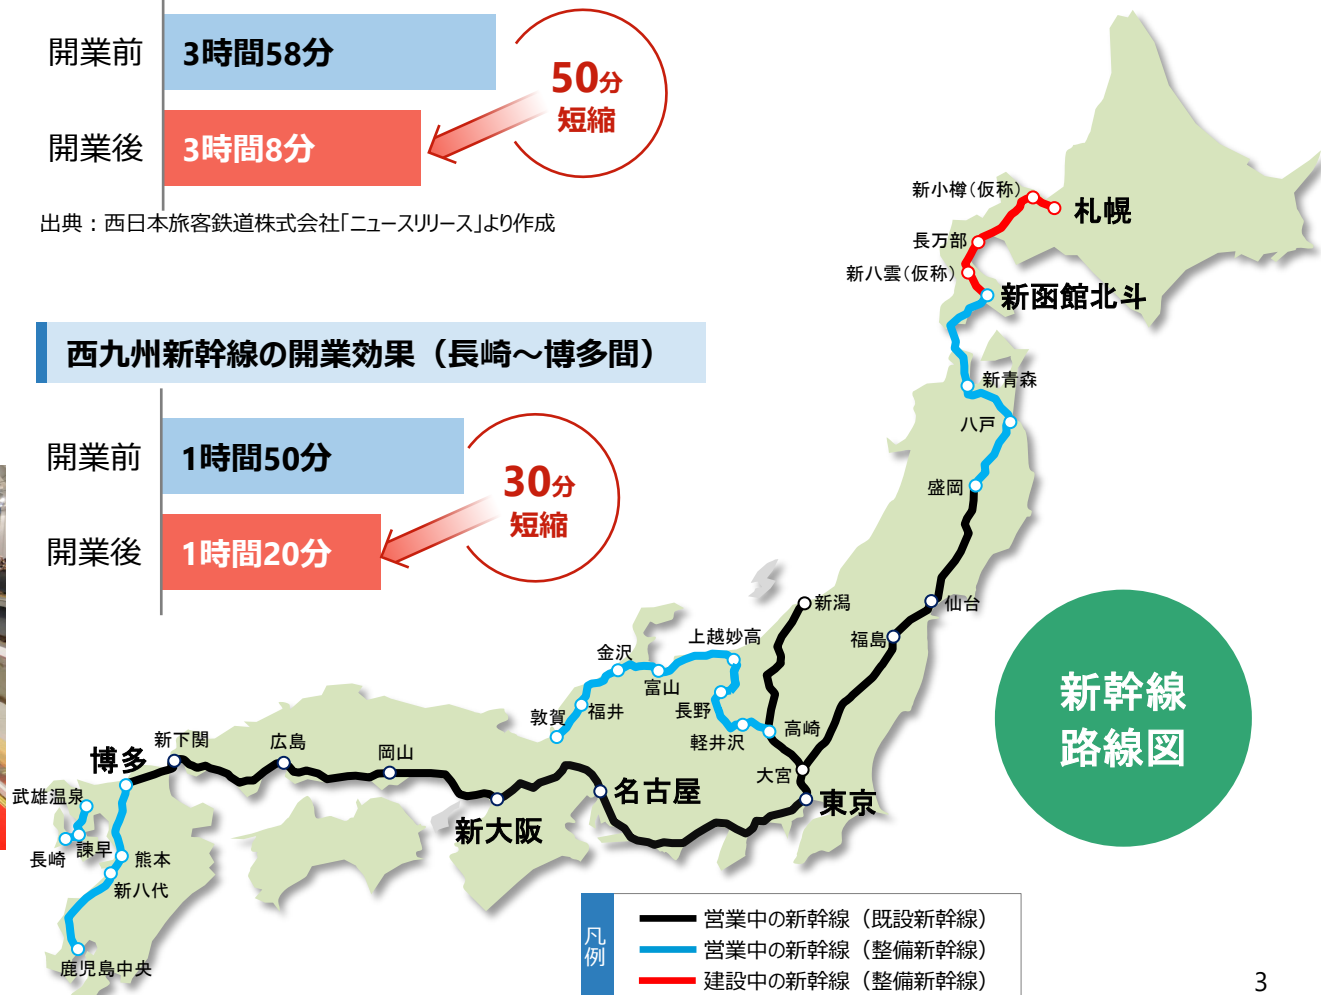 開業前
3時間58分
50分
短縮
開業後
3時間8分
出典：西日本旅客鉄道株式会社「ニュースリリース」より作成
西九州新幹線の開業効果（長崎～博多間）
開業前
1時間50分
30分
短縮
開業後
1時間20分
新小樽（仮称）
札幌
長万部
新八雲（仮称）
新函館北斗
新青森
八戸
盛岡
仙台
新潟
福島
上越妙高
金沢
富山
長野
敦賀
福井
軽井沢
高崎
大宮
東京
名古屋
新大阪
岡山
広島
新下関
博多
武雄温泉
諫早
長崎
熊本
新八代
鹿児島中央
新幹線
路線図
凡例
営業中の新幹線（既設新幹線）
営業中の新幹線（整備新幹線）
建設中の新幹線（整備新幹線）
3